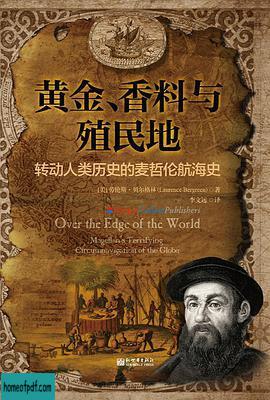 黄金、香料与
殖民地
转动人类历史的麦哲伦航海史
[美]劳伦斯·贝尔格林(Laurence Bergreen) 著
李文远 译
Publishers
Over the Edge of the World
Magellan's Terrifying
Circumnavigation of the Globe
新世界出版社
homeofpdf.com